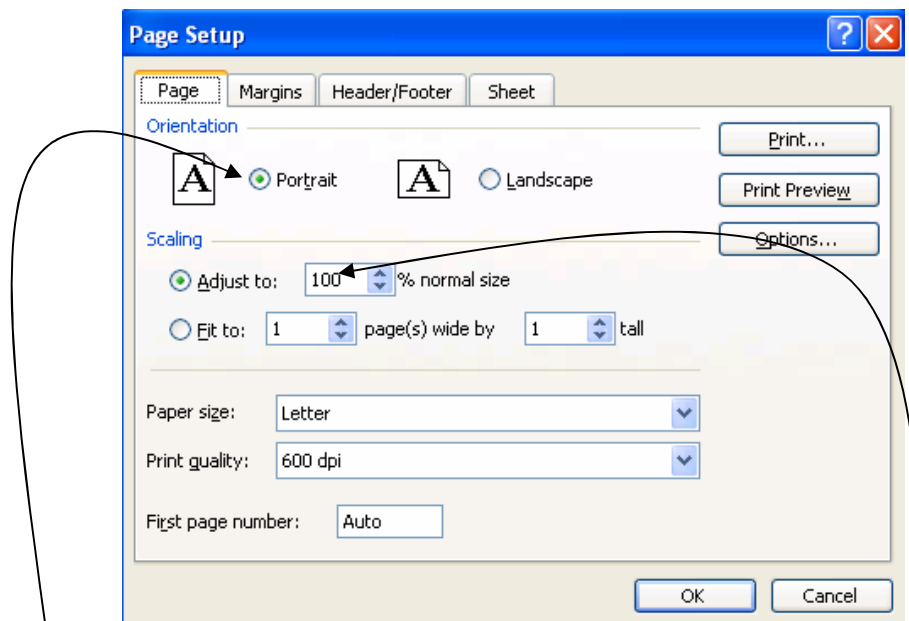 Page Setup
Page Margins Header/Footer Sheet
Orientation
A Portrait A Landscape
Print...
Print Preview
Options...
Scaling
Adjust to: 100 % normal size
Fit to: 1 page(s) wide by 1 tall
Paper size: Letter
Print quality: 600 dpi
First page number: Auto
OK Cancel